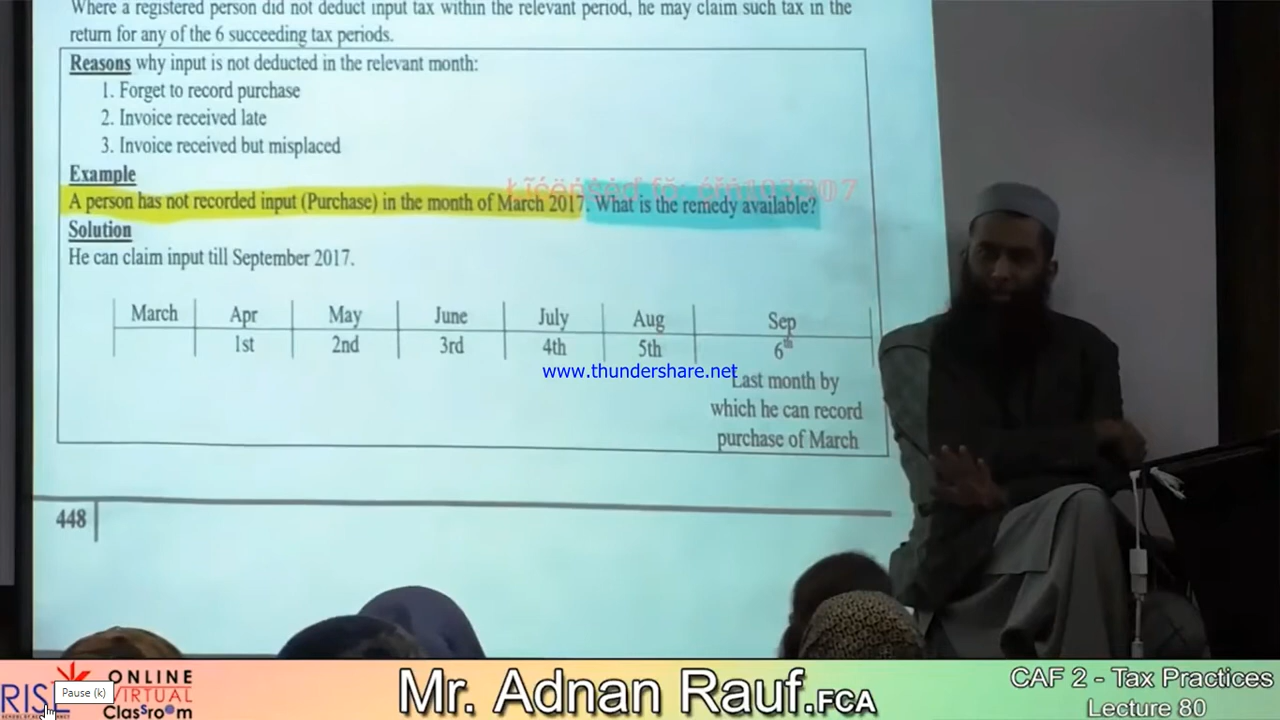 Where a registered person did not deduct input tax within the relevant period, he may claim such tax in the
return for any of the 6 succeeding tax periods.
Reasons why input is not deducted in the relevant month:
1. Forget to record purchase
2. Invoice received late
3. Invoice received but misplaced
Example
A person has not recorded input (Purchase) in the month of March 2017. What is the remedy available?
Solution
He can claim input till September 2017.
March Apr May June July Aug Sep
1st 2nd 3rd 4th 5th 6th
www.thundershare.net
Last month by
which he can record
purchase of March
448
RISE
Pause (k)
ONLINE
VIRTUAL
Classroom
Mr. Adnan Rauf.FCA
CAF 2 - Tax Practices
Lecture 80